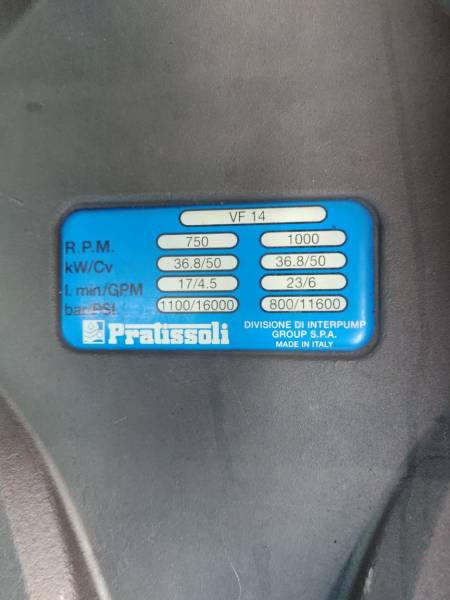 VF 14
R.P.M. 750 1000
kW/Cv 36.8/50 36.8/50
l. min/GPM 17/4.5 23/6
bar/PSI 1100/16000 800/11600
Pratissoli DIVISIONE DI INTERPUMP
GROUP S.P.A.
MADE IN ITALY